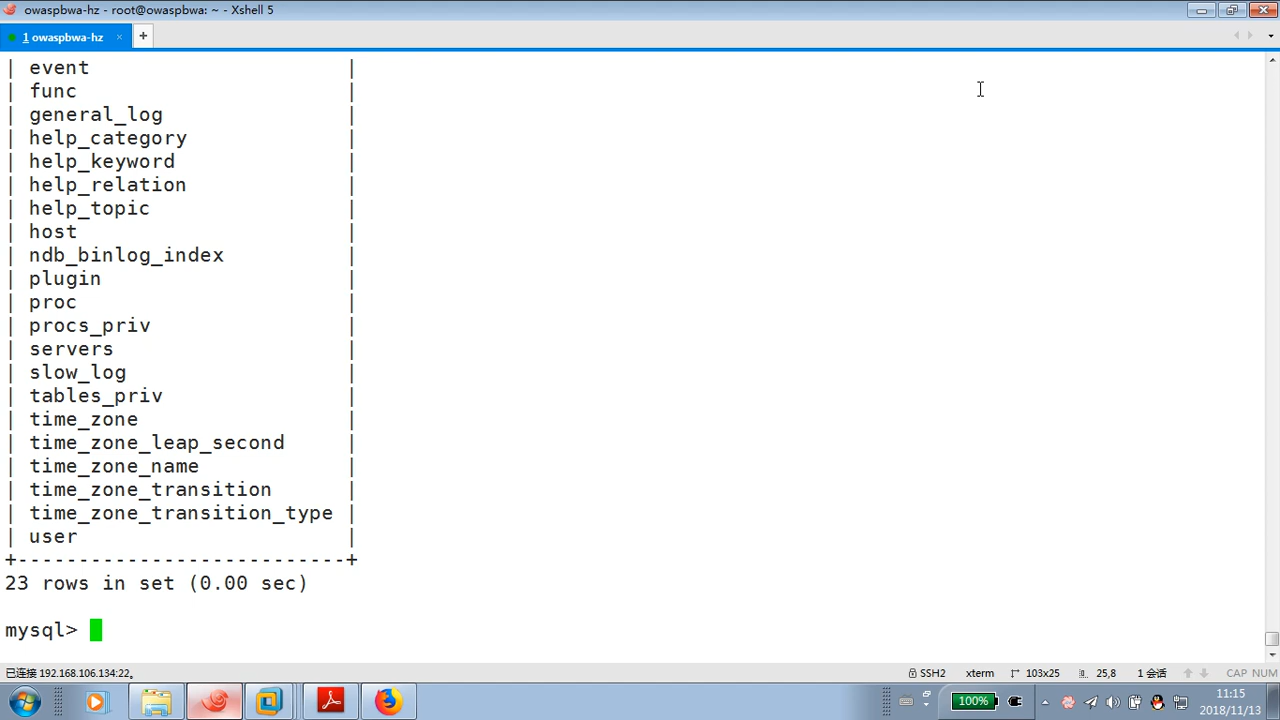 owaspbwa-hz - root@owaspbwa: ~ - Xshell 5
1 owaspbwa-hz × +
| event |
| func |
| general_log |
| help_category |
| help_keyword |
| help_relation |
| help_topic |
| host |
| ndb_binlog_index |
| plugin |
| proc |
| procs_priv |
| servers |
| slow_log |
| tables_priv |
| time_zone |
| time_zone_leap_second |
| time_zone_name |
| time_zone_transition |
| time_zone_transition_type |
| user |
+---------------------------+
23 rows in set (0.00 sec)
mysql>
已连接 192.168.106.134:22。 SSH2 xterm 103x25 25,8 1 会话 CAP NUM
100% 11:15
2018/11/13